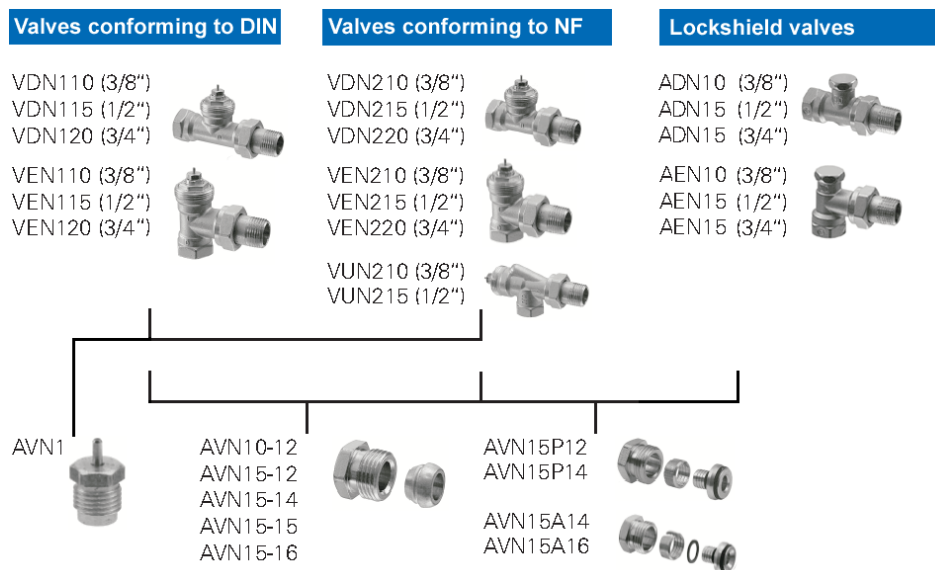 Valves conforming to DIN
VDN110 (3/8“)
VDN115 (1/2“)
VDN120 (3/4“)
VEN110 (3/8“)
VEN115 (1/2“)
VEN120 (3/4“)
Valves conforming to NF
VDN210 (3/8“)
VDN215 (1/2“)
VDN220 (3/4“)
VEN210 (3/8“)
VEN215 (1/2“)
VEN220 (3/4“)
VUN210 (3/8“)
VUN215 (1/2“)
Lockshield valves
ADN10 (3/8“)
ADN15 (1/2“)
ADN15 (3/4“)
AEN10 (3/8“)
AEN15 (1/2“)
AEN15 (3/4“)
AVN1
AVN10-12
AVN15-12
AVN15-14
AVN15-15
AVN15-16
AVN15P12
AVN15P14
AVN15A14
AVN15A16